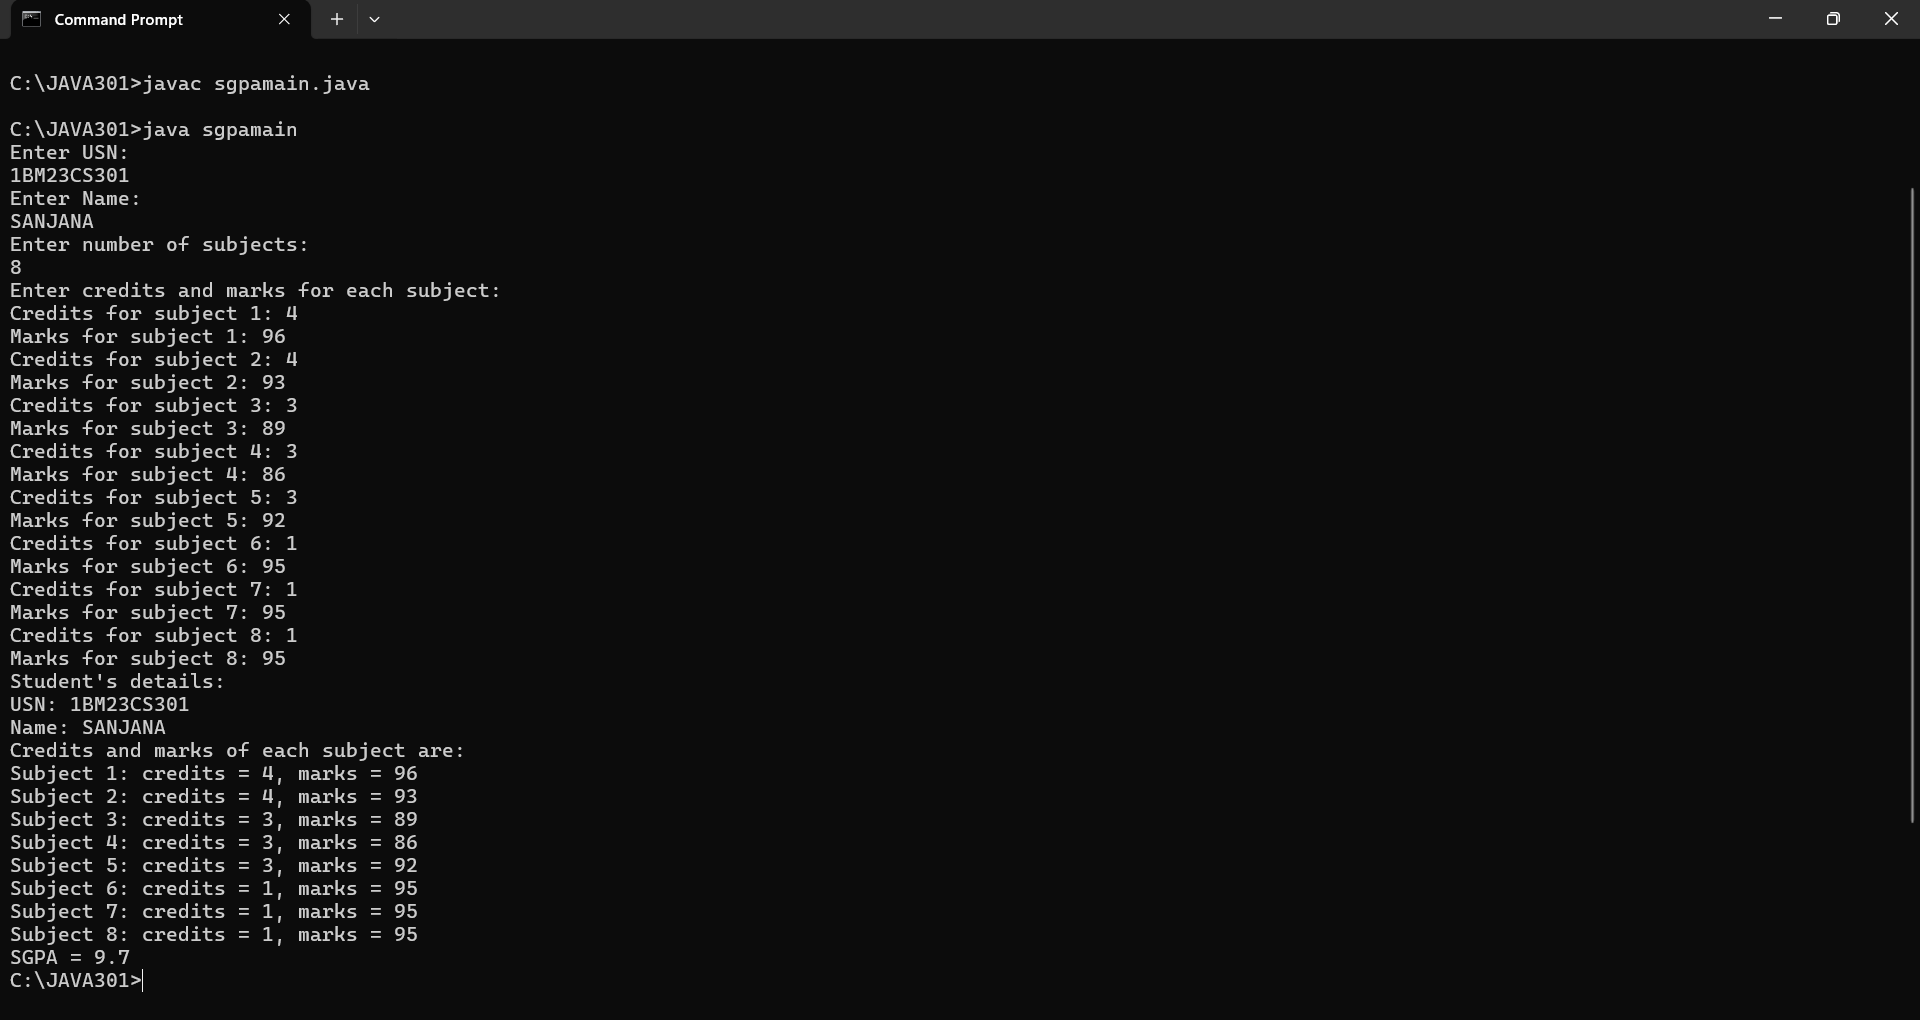 Command Prompt
C:\JAVA301>javac sgpamain.java
C:\JAVA301>java sgpamain
Enter USN:
1BM23CS301
Enter Name:
SANJANA
Enter number of subjects:
8
Enter credits and marks for each subject:
Credits for subject 1: 4
Marks for subject 1: 96
Credits for subject 2: 4
Marks for subject 2: 93
Credits for subject 3: 3
Marks for subject 3: 89
Credits for subject 4: 3
Marks for subject 4: 86
Credits for subject 5: 3
Marks for subject 5: 92
Credits for subject 6: 1
Marks for subject 6: 95
Credits for subject 7: 1
Marks for subject 7: 95
Credits for subject 8: 1
Marks for subject 8: 95
Student's details:
USN: 1BM23CS301
Name: SANJANA
Credits and marks of each subject are:
Subject 1: credits = 4, marks = 96
Subject 2: credits = 4, marks = 93
Subject 3: credits = 3, marks = 89
Subject 4: credits = 3, marks = 86
Subject 5: credits = 3, marks = 92
Subject 6: credits = 1, marks = 95
Subject 7: credits = 1, marks = 95
Subject 8: credits = 1, marks = 95
SGPA = 9.7
C:\JAVA301>